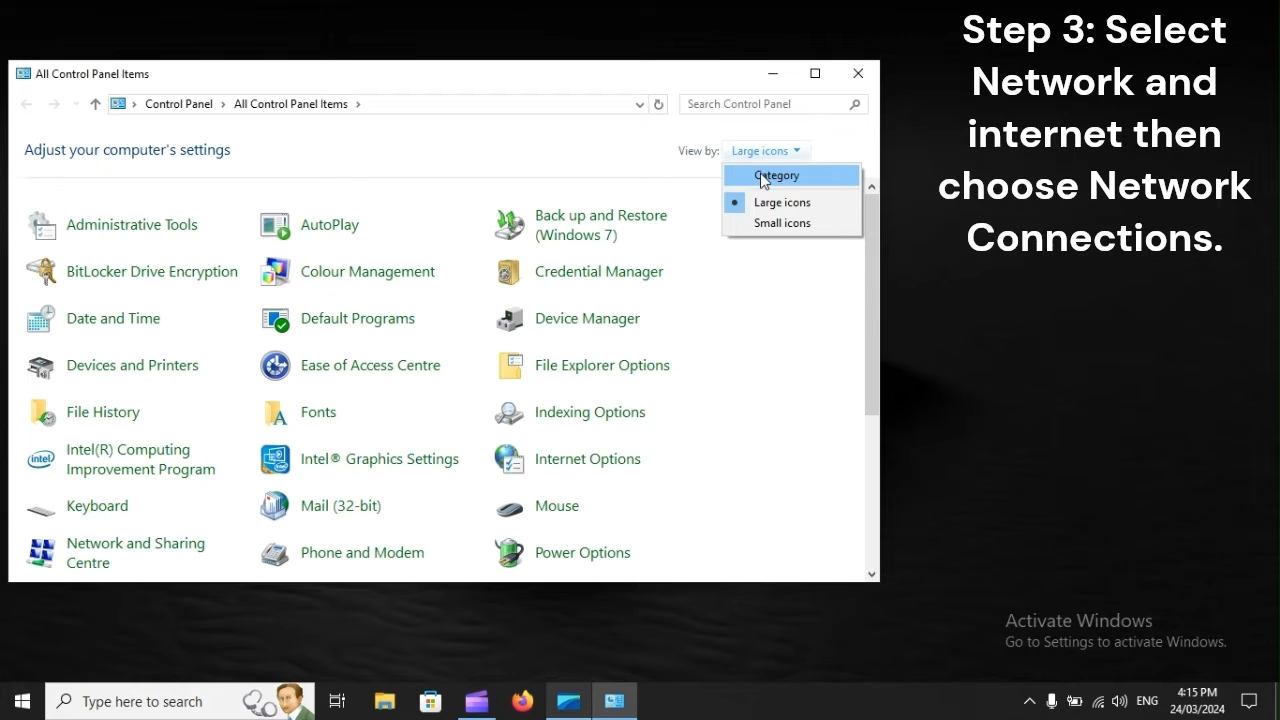 Step 3: Select
Network and
internet then
choose Network
Connections.
All Control Panel Items
Control Panel > All Control Panel Items >
Search Control Panel
Adjust your computer's settings
View by: Large icons
Category
Large icons
Small icons
Administrative Tools
AutoPlay
Back up and Restore
(Windows 7)
BitLocker Drive Encryption
Colour Management
Credential Manager
Date and Time
Default Programs
Device Manager
Devices and Printers
Ease of Access Centre
File Explorer Options
File History
Fonts
Indexing Options
Intel(R) Computing
Improvement Program
intel
Intel® Graphics Settings
Internet Options
Keyboard
Mail (32-bit)
Mouse
Network and Sharing
Centre
Phone and Modem
Power Options
Activate Windows
Go to Settings to activate Windows.
Type here to search
ENG
4:15 PM
24/03/2024